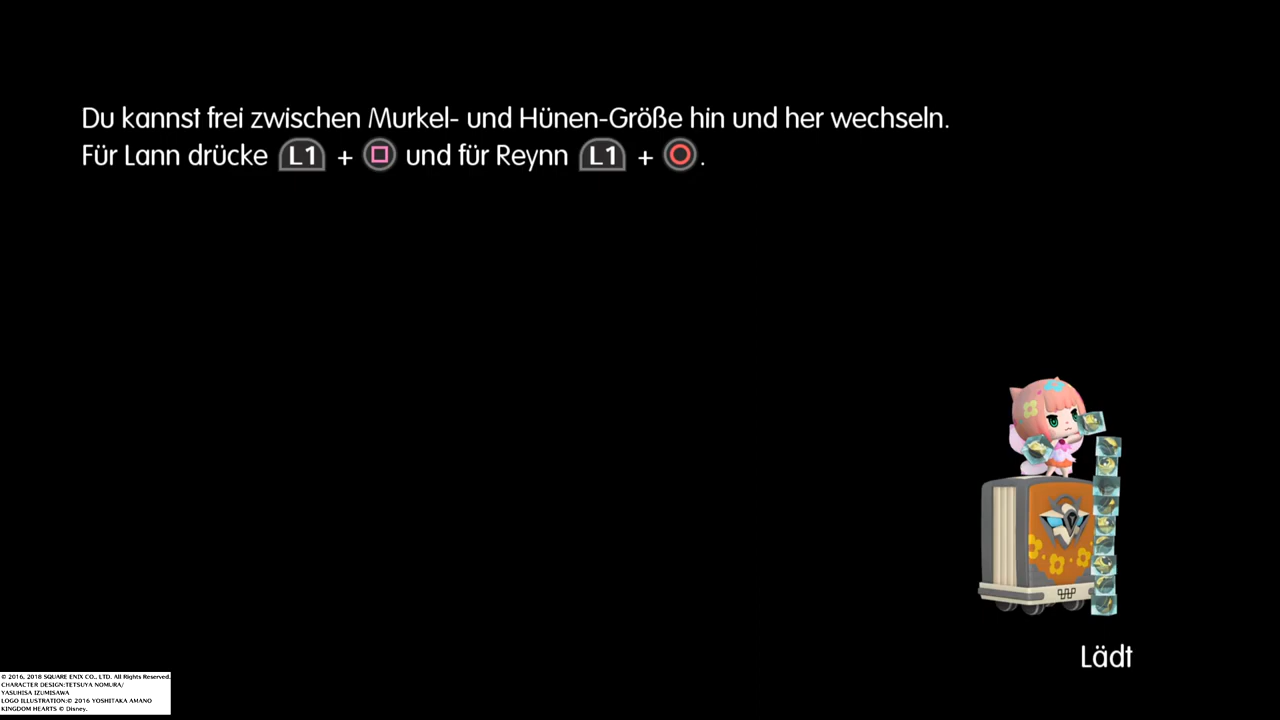 Du kannst frei zwischen Murkel- und Hünen-Größe hin und her wechseln.
Für Lann drücke L1 + und für Reynn L1 + .
Lädt
© 2016, 2018 SQUARE ENIX CO., LTD. All Rights Reserved.
CHARACTER DESIGN:TETSUYA NOMURA/
YASUHISA IZUMISAWA
LOGO ILLUSTRATION:© 2016 YOSHITAKA AMANO
KINGDOM HEARTS © Disney.